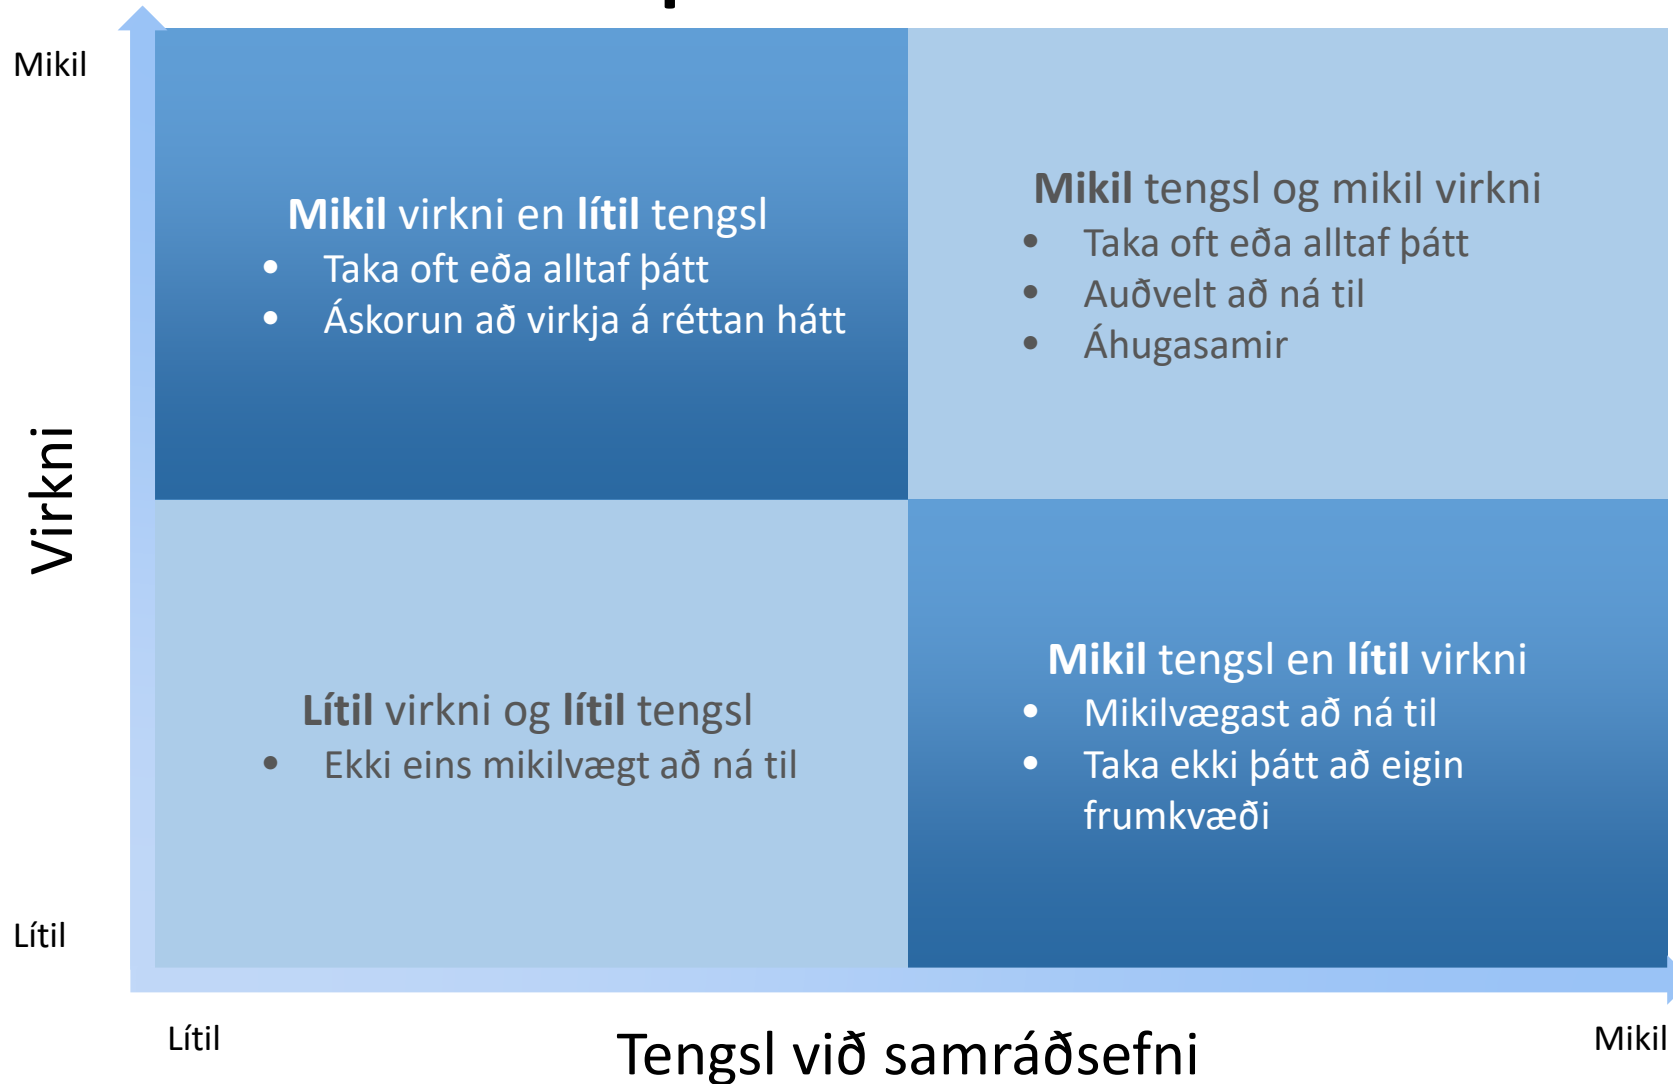 Mikil
Mikil virkni en lítil tengsl
• Taka oft eða alltaf þátt
• Áskorun að virkja á réttan hátt
Mikil tengsl og mikil virkni
• Taka oft eða alltaf þátt
• Auðvelt að ná til
• Áhugasamir
Virkni
Lítil virkni og lítil tengsl
• Ekki eins mikilvægt að ná til
Mikil tengsl en lítil virkni
• Mikilvægast að ná til
• Taka ekki þátt að eigin
frumkvæði
Lítil
Lítil
Tengsl við samráðsefni
Mikil